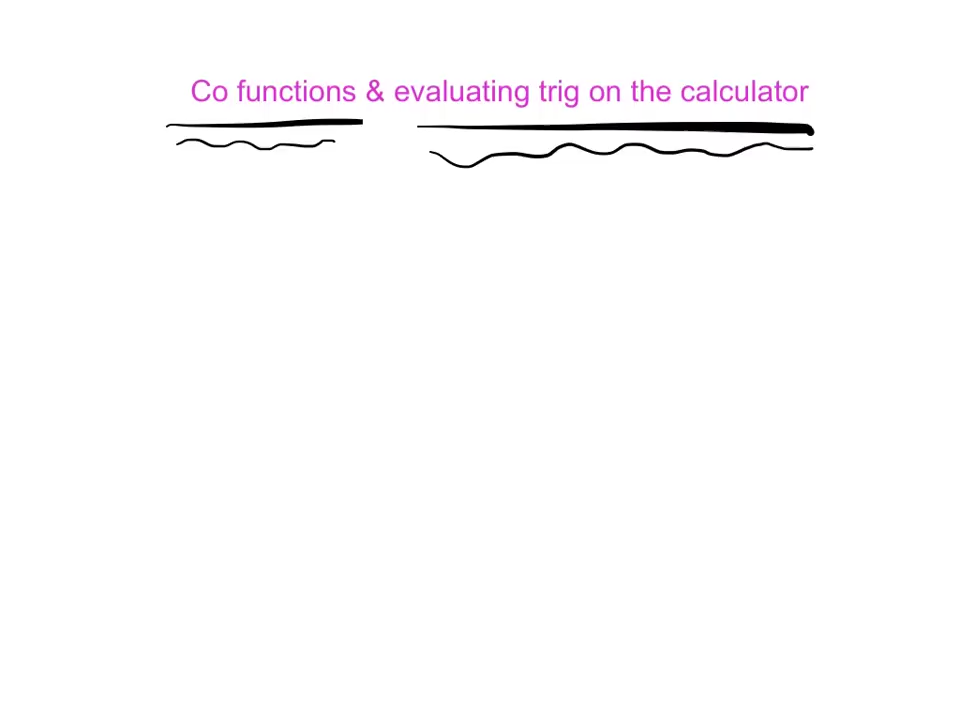 Co functions & evaluating trig on the calculator